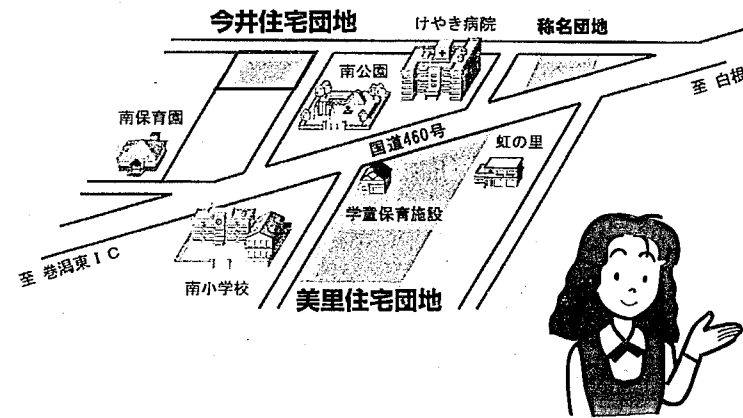 今井住宅団地
けやき病院
称名団地
南公園
至 白根
南保育園
国道460号
虹の里
学童保育施設
至 巻潟東IC
南小学校
美里住宅団地